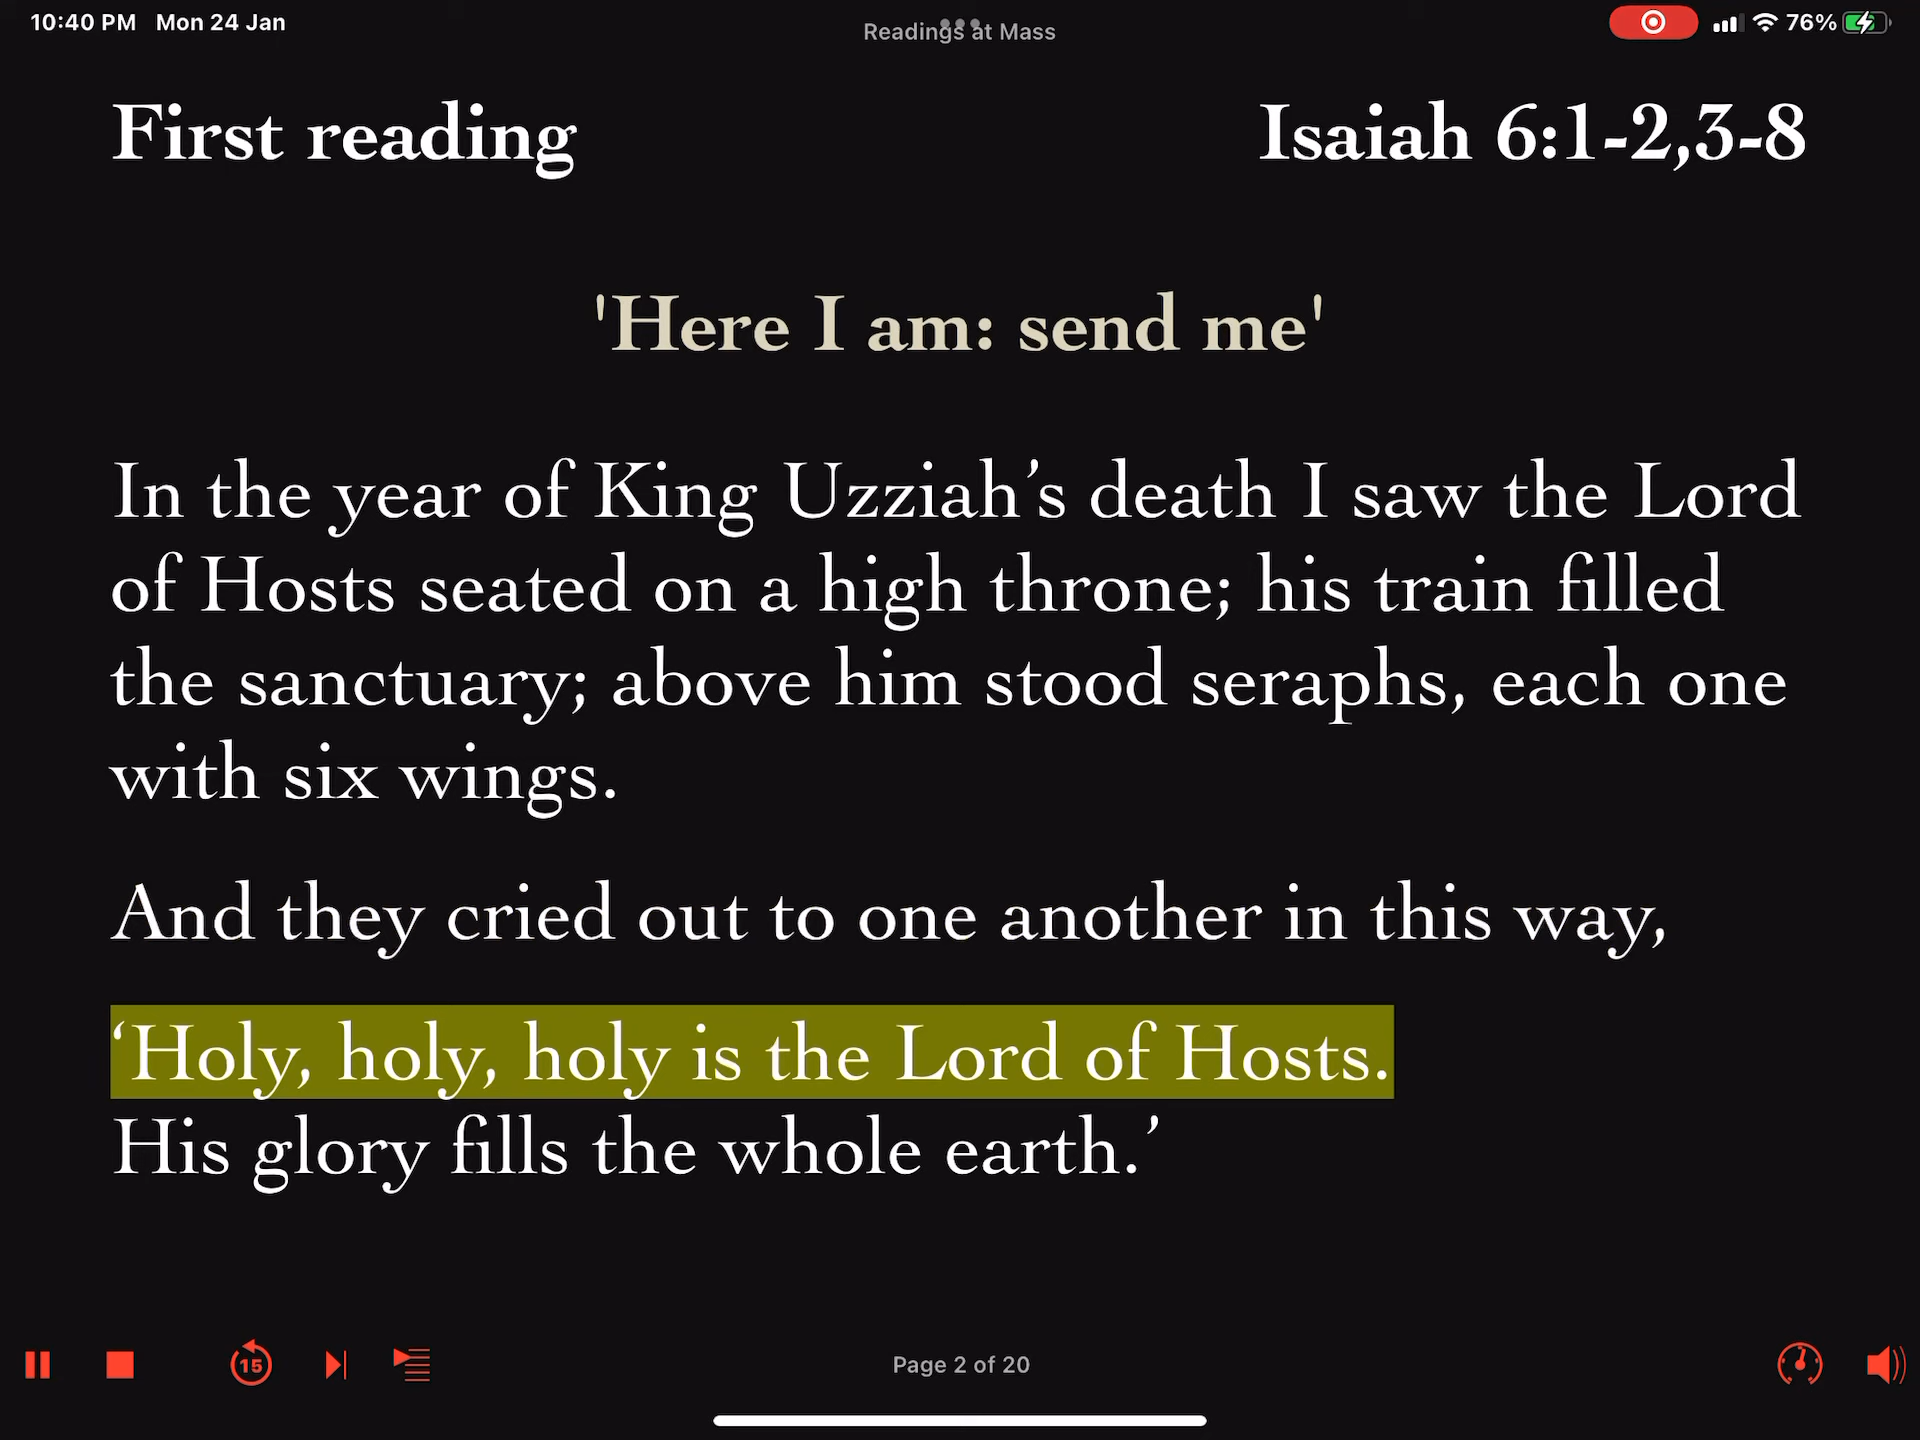 10:40 PM Mon 24 Jan
Readings at Mass
76%
First reading
Isaiah 6:1-2,3-8
'Here I am: send me'
In the year of King Uzziah’s death I saw the Lord
of Hosts seated on a high throne; his train filled
the sanctuary; above him stood seraphs, each one
with six wings.
And they cried out to one another in this way,
‘Holy, holy, holy is the Lord of Hosts.
His glory fills the whole earth.’
15
Page 2 of 20